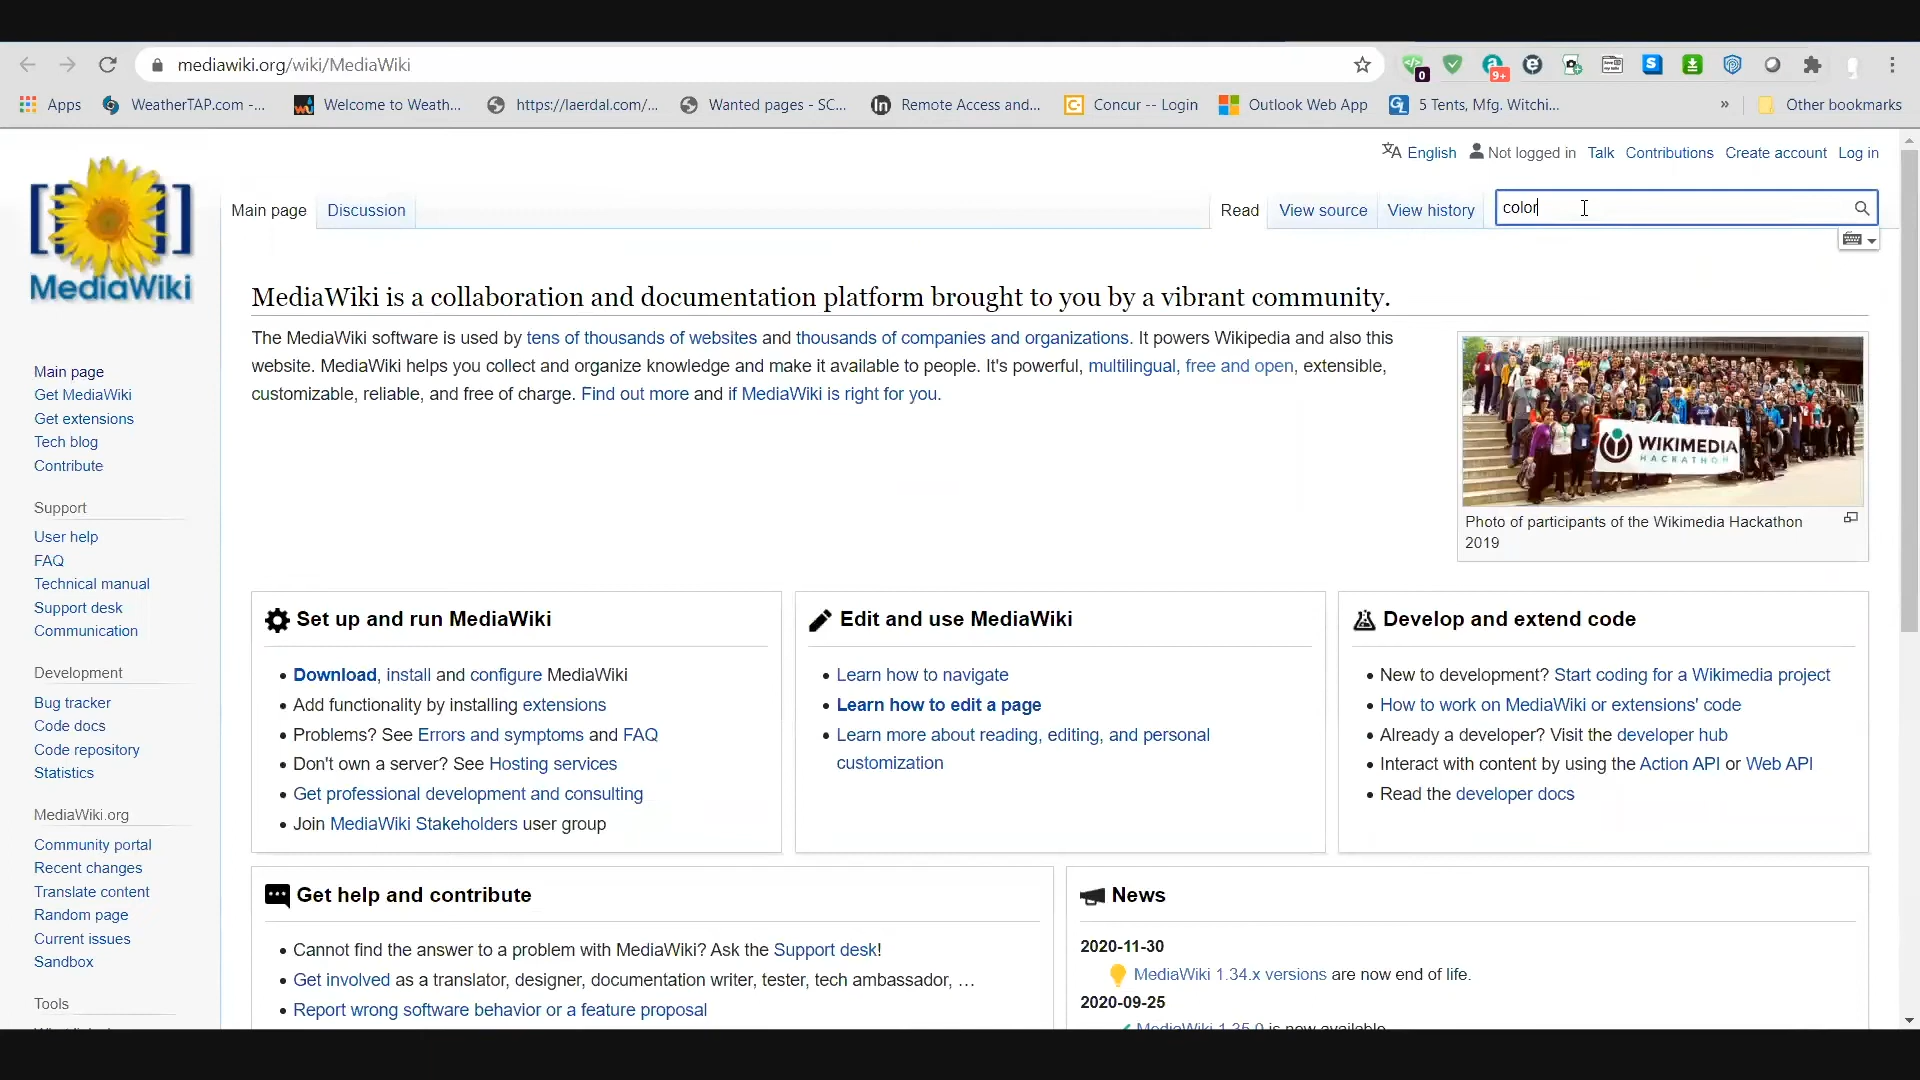 mediawiki.org/wiki/MediaWiki
0
9+
S
Apps
WeatherTAP.com -...
Welcome to Weath...
https://laerdal.com/...
Wanted pages - SC...
Remote Access and...
Concur -- Login
Outlook Web App
5 Tents, Mfg. Witchi...
»
Other bookmarks
English
Not logged in
Talk
Contributions
Create account
Log in
MediaWiki
Main page
Discussion
Read
View source
View history
color
MediaWiki is a collaboration and documentation platform brought to you by a vibrant community.
The MediaWiki software is used by tens of thousands of websites and thousands of companies and organizations. It powers Wikipedia and also this
website. MediaWiki helps you collect and organize knowledge and make it available to people. It's powerful, multilingual, free and open, extensible,
customizable, reliable, and free of charge. Find out more and if MediaWiki is right for you.
WIKIMEDIA
HACKATHON
Photo of participants of the Wikimedia Hackathon
2019
Main page
Get MediaWiki
Get extensions
Tech blog
Contribute
Support
User help
FAQ
Technical manual
Support desk
Communication
Development
Bug tracker
Code docs
Code repository
Statistics
MediaWiki.org
Community portal
Recent changes
Translate content
Random page
Current issues
Sandbox
Tools
Set up and run MediaWiki
• Download, install and configure MediaWiki
• Add functionality by installing extensions
• Problems? See Errors and symptoms and FAQ
• Don't own a server? See Hosting services
• Get professional development and consulting
• Join MediaWiki Stakeholders user group
Edit and use MediaWiki
• Learn how to navigate
• Learn how to edit a page
• Learn more about reading, editing, and personal
customization
Develop and extend code
• New to development? Start coding for a Wikimedia project
• How to work on MediaWiki or extensions' code
• Already a developer? Visit the developer hub
• Interact with content by using the Action API or Web API
• Read the developer docs
Get help and contribute
• Cannot find the answer to a problem with MediaWiki? Ask the Support desk!
• Get involved as a translator, designer, documentation writer, tester, tech ambassador, …
• Report wrong software behavior or a feature proposal
News
2020-11-30
MediaWiki 1.34.x versions are now end of life.
2020-09-25
MediaWiki 1.35.0 is now available